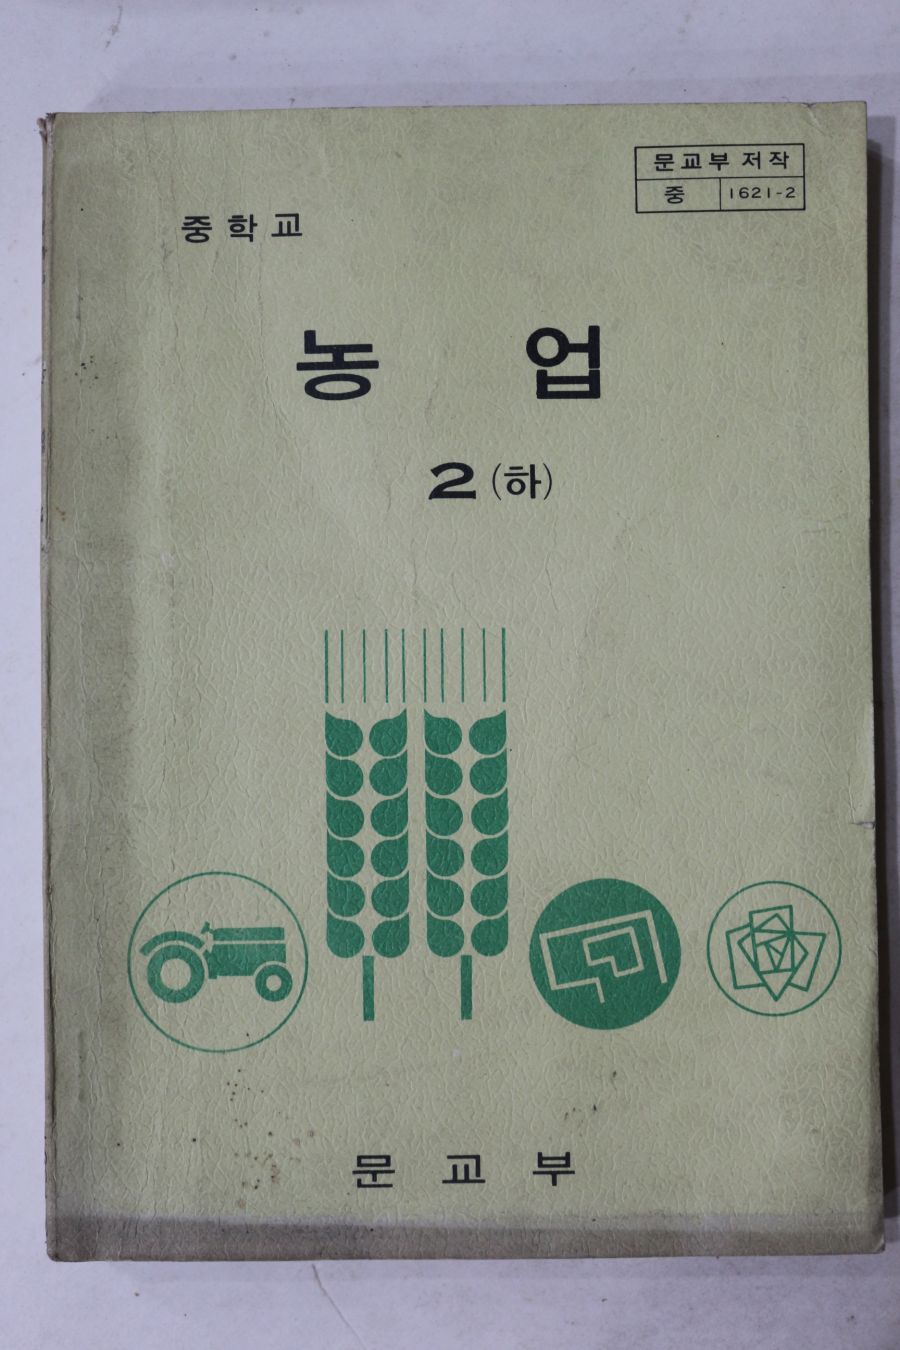 문교부 저작
중 1621-2
중학교
농 업
2 (하)
문 교 부